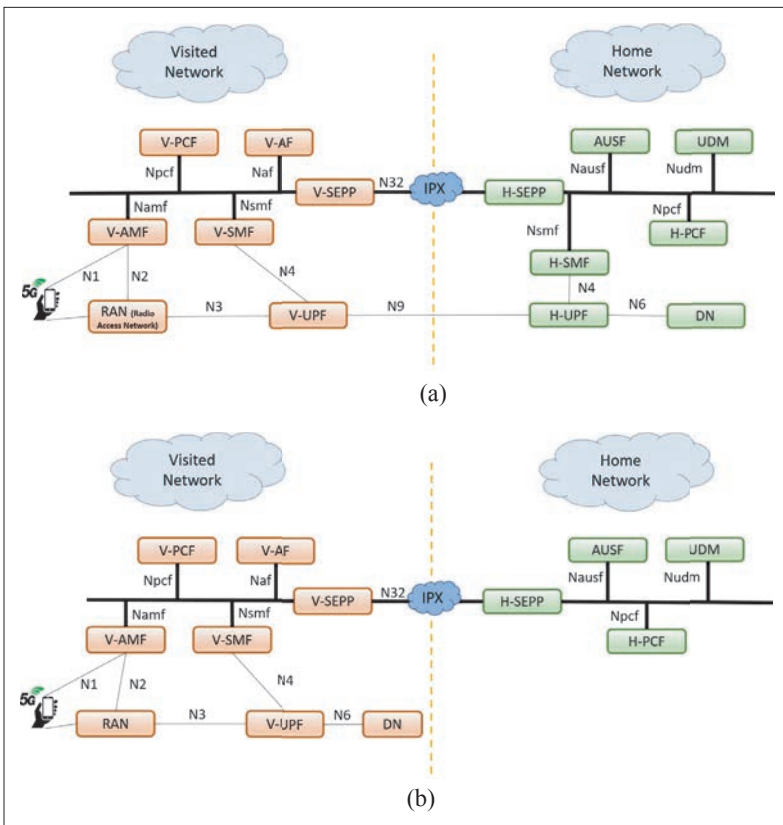 Visited
Network
Home
Network
V-PCF
V-AF
AUSF
UDM
Npcf
Naf
N32
IPX
Nausf
Nudm
V-SEPP
H-SEPP
Namf
Nsmf
Npcf
V-AMF
V-SMF
Nsmf
H-PCF
N1
N2
N4
H-SMF
5G
N4
RAN (Radio
Access Network)
N3
V-UPF
N9
H-UPF
N6
DN
(a)
Visited
Network
Home
Network
V-PCF
V-AF
AUSF
UDM
Npcf
Naf
N32
IPX
Nausf
Nudm
V-SEPP
H-SEPP
Namf
Nsmf
Npcf
V-AMF
V-SMF
H-PCF
N1
N2
N4
5G
RAN
N3
V-UPF
N6
DN
(b)